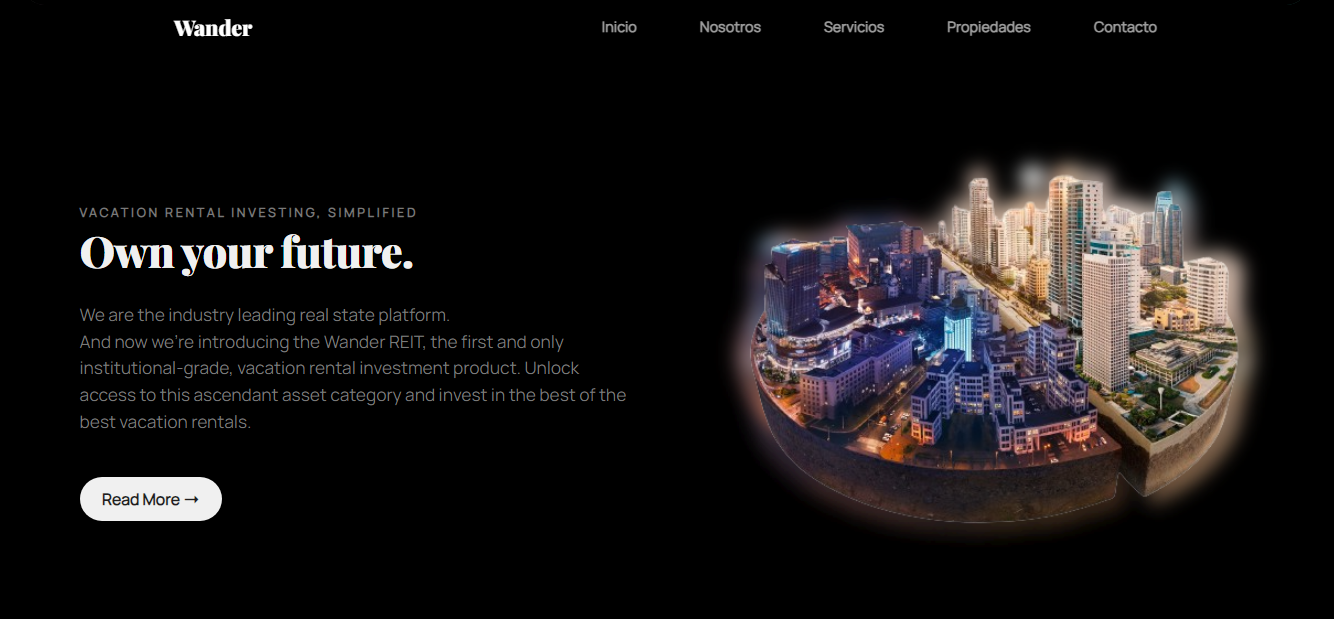 Wander
Inicio Nosotros Servicios Propiedades Contacto
VACATION RENTAL INVESTING, SIMPLIFIED
Own your future.
We are the industry leading real state platform.
And now we're introducing the Wander REIT, the first and only
institutional-grade, vacation rental investment product. Unlock
access to this ascendant asset category and invest in the best of the
best vacation rentals.
Read More →